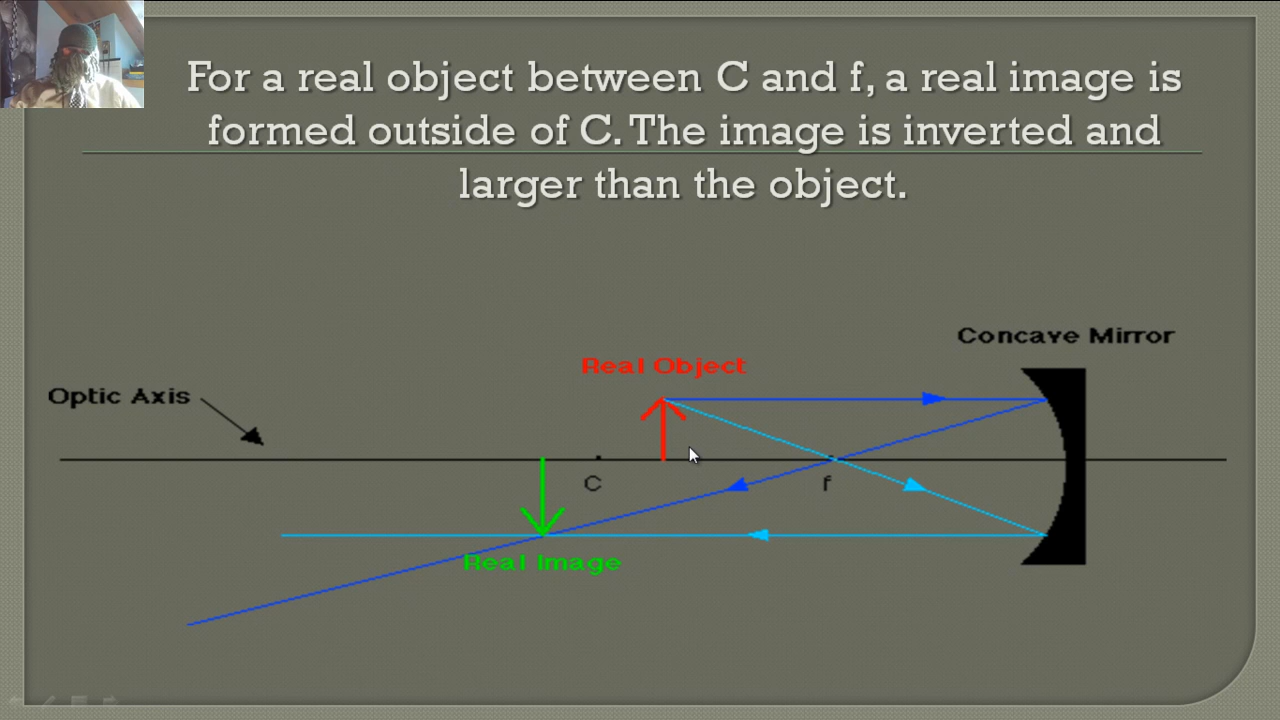 For a real object between C and f, a real image is
formed outside of C. The image is inverted and
larger than the object.
Concave Mirror
Real Object
Optic Axis
C
f
Real Image